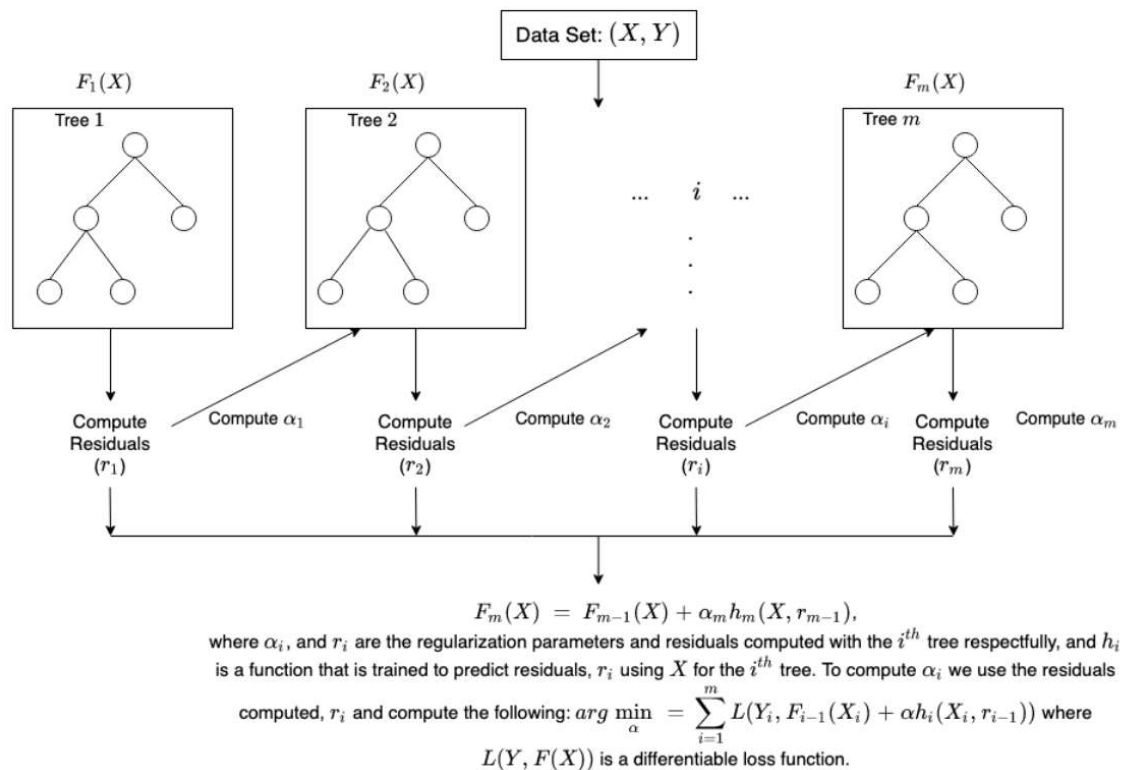 Data Set: (X, Y)
F₁(X) F₂(X) Fₘ(X)
Tree 1 Tree 2 Tree m
... i ...
.
.
.
Compute Residuals (r₁)
Compute α₁
Compute Residuals (r₂)
Compute α₂
Compute Residuals (rᵢ)
Compute αᵢ
Compute Residuals (rₘ)
Compute αₘ
Fₘ(X) = Fₘ₋₁(X) + αₘhₘ(X, rₘ₋₁),
where αᵢ, and rᵢ are the regularization parameters and residuals computed with the iᵗʰ tree respectfully, and hᵢ
is a function that is trained to predict residuals, rᵢ using X for the iᵗʰ tree. To compute αᵢ we use the residuals
computed, rᵢ and compute the following: arg min_α = ∑_{i=1}^{m} L(Yᵢ, Fᵢ₋₁(Xᵢ) + αhᵢ(Xᵢ, rᵢ₋₁)) where
L(Y, F(X)) is a differentiable loss function.